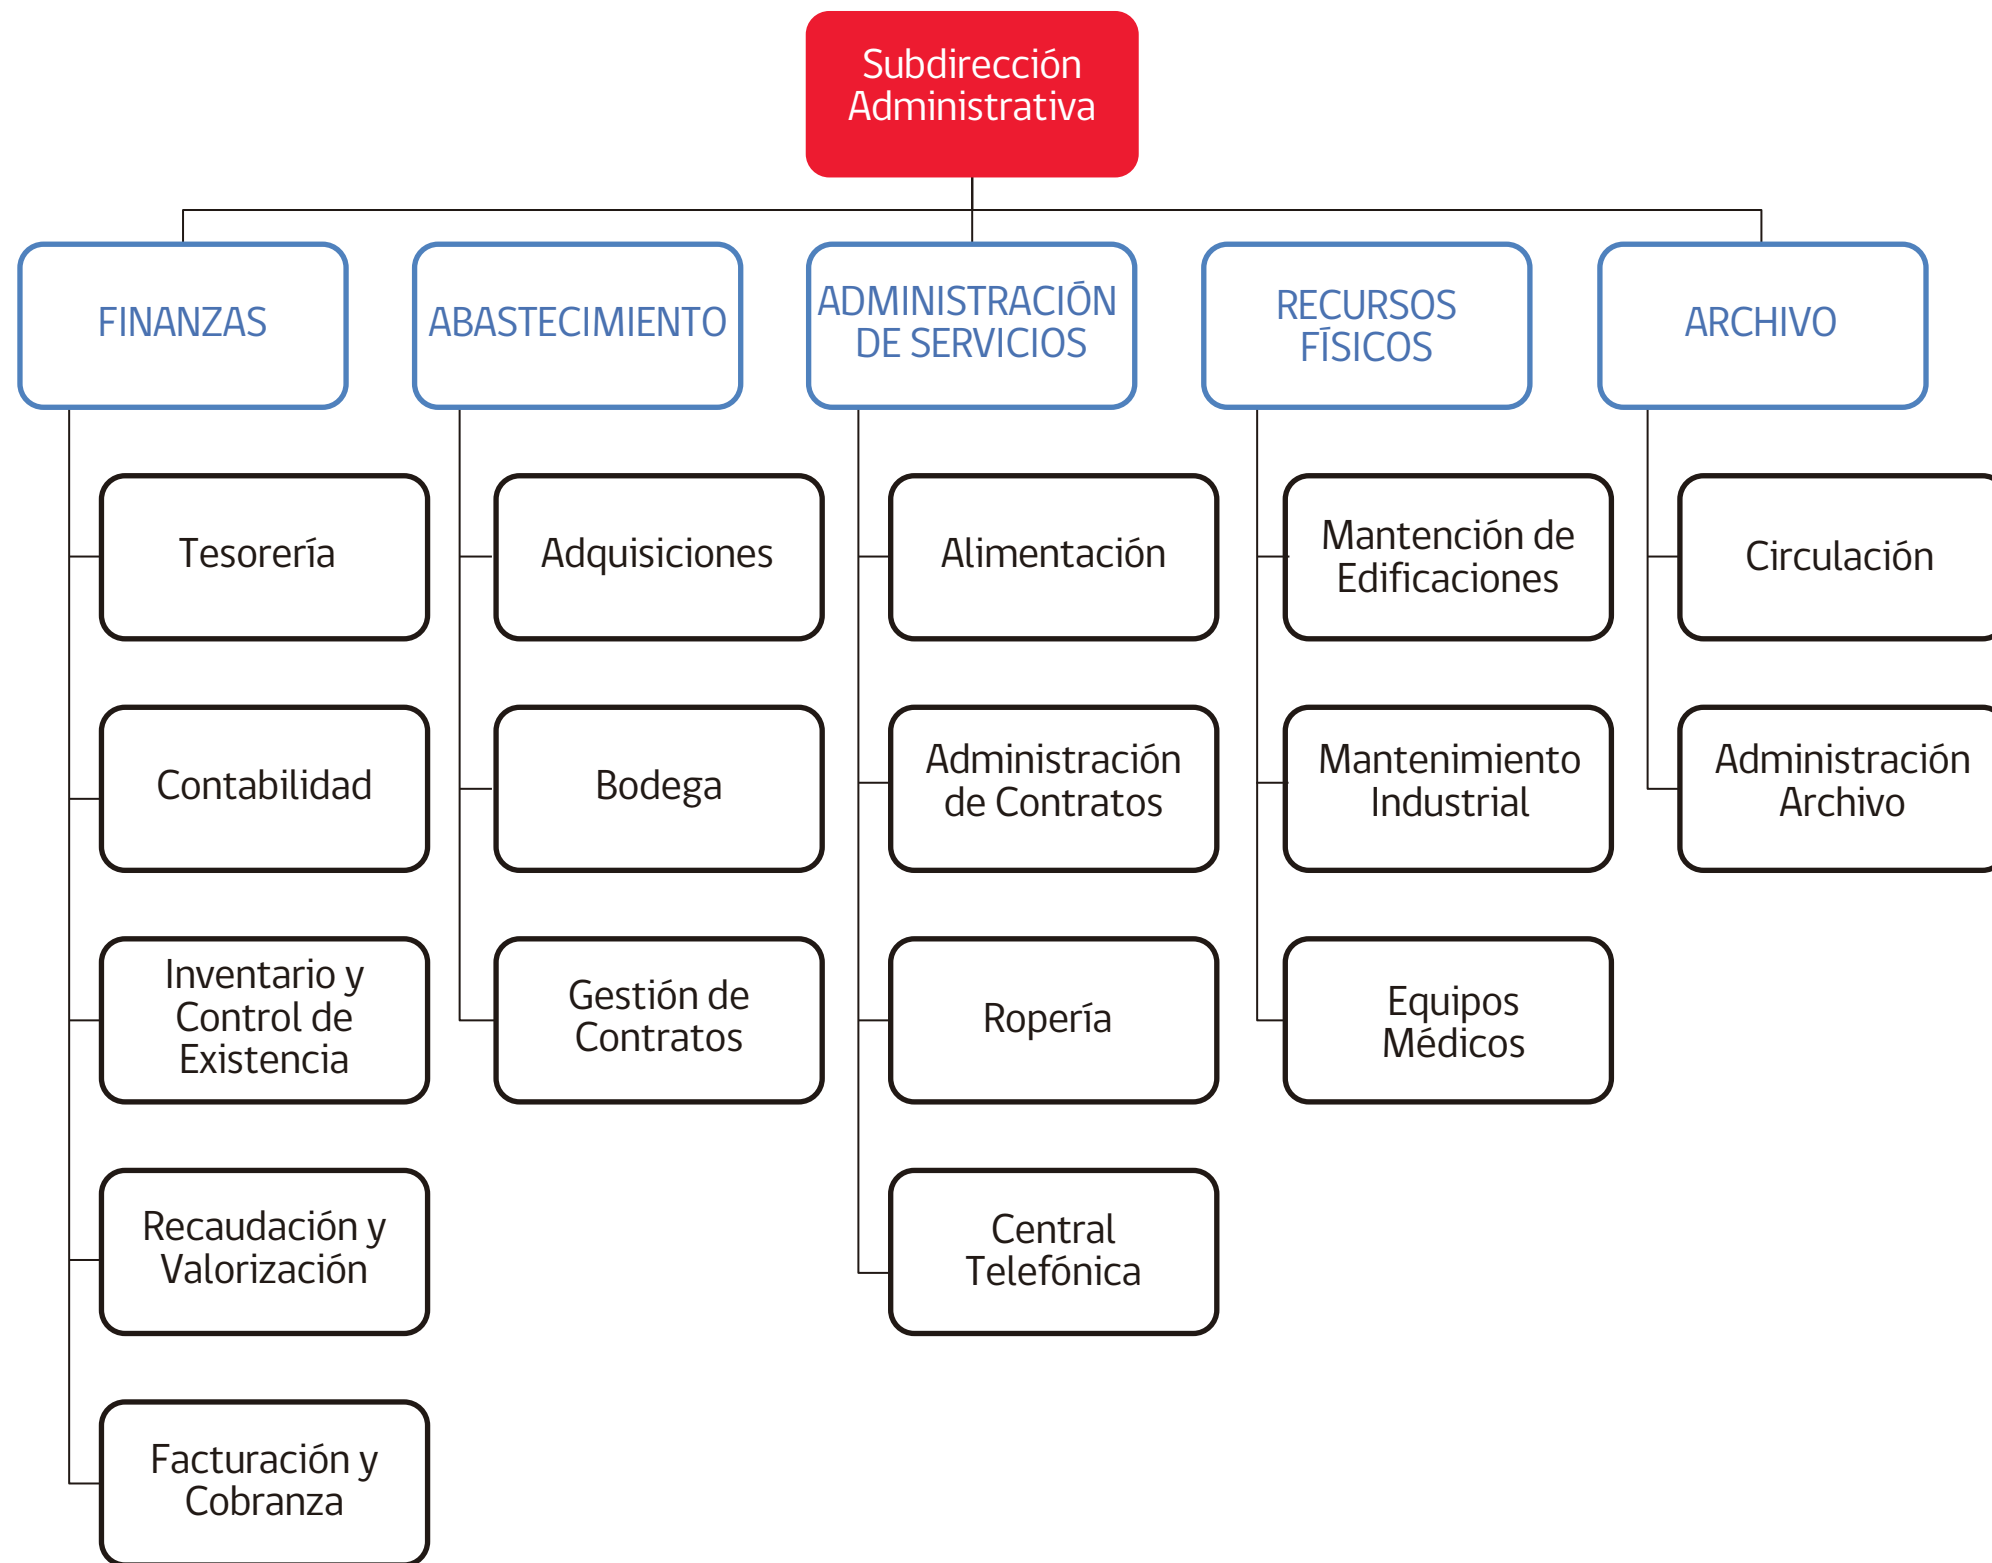 Subdirección
Administrativa
FINANZAS
ABASTECIMIENTO
ADMINISTRACIÓN
DE SERVICIOS
RECURSOS
FÍSICOS
ARCHIVO
Tesorería
Adquisiciones
Alimentación
Mantención de
Edificaciones
Circulación
Contabilidad
Bodega
Administración
de Contratos
Mantenimiento
Industrial
Administración
Archivo
Inventario y
Control de
Existencia
Gestión de
Contratos
Ropería
Equipos
Médicos
Recaudación y
Valorización
Central
Telefónica
Facturación y
Cobranza